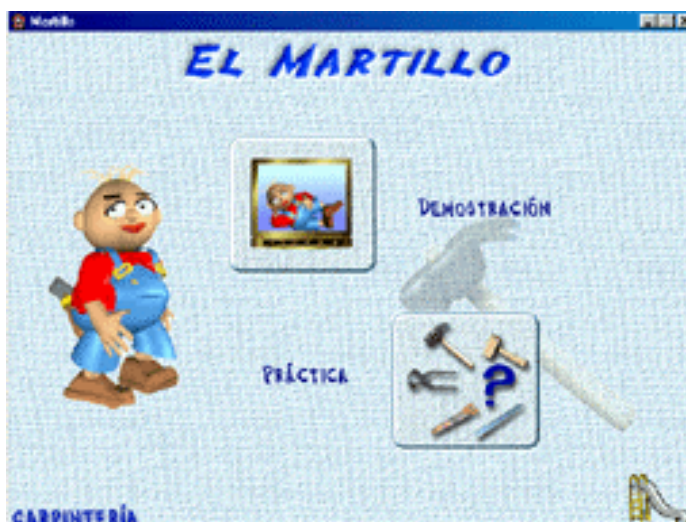 Martillo
EL MARTILLO
DEMOSTRACIÓN
PRÁCTICA
?
CARPINTERÍA